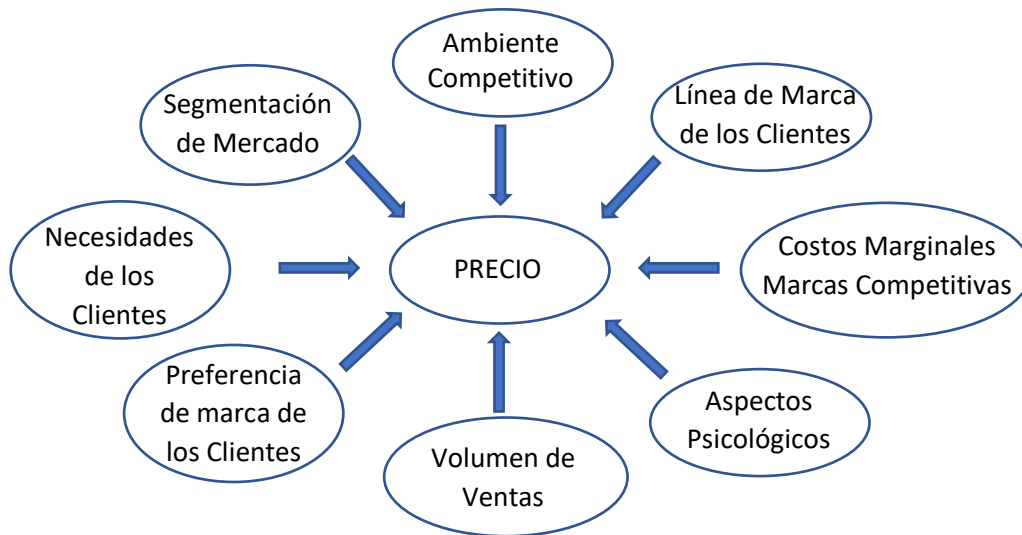 Ambiente
Competitivo
Segmentación
de Mercado
Línea de Marca
de los Clientes
Necesidades
de los
Clientes
PRECIO
Costos Marginales
Marcas Competitivas
Preferencia
de marca de
los Clientes
Volumen de
Ventas
Aspectos
Psicológicos